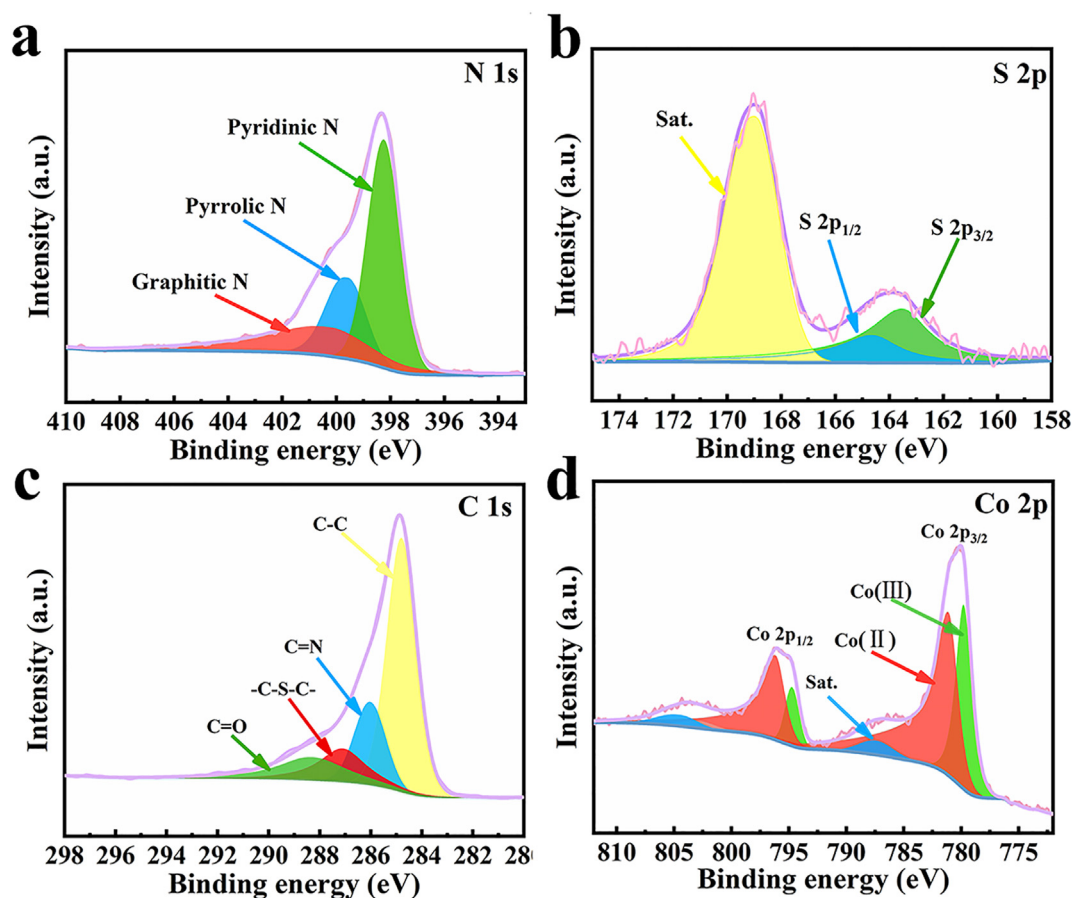 a
N 1s
Pyridinic N
Pyrrolic N
Graphitic N
Intensity (a.u.)
410 408 406 404 402 400 398 396 394
Binding energy (eV)
b
S 2p
Sat.
S 2p1/2
S 2p3/2
Intensity (a.u.)
174 172 170 168 166 164 162 160 158
Binding energy (eV)
c
C 1s
C-C
C=N
-C-S-C-
C=O
Intensity (a.u.)
298 296 294 292 290 288 286 284 282 280
Binding energy (eV)
d
Co 2p
Co 2p3/2
Co(III)
Co 2p1/2
Co(II)
Sat.
Intensity (a.u.)
810 805 800 795 790 785 780 775
Binding energy (eV)